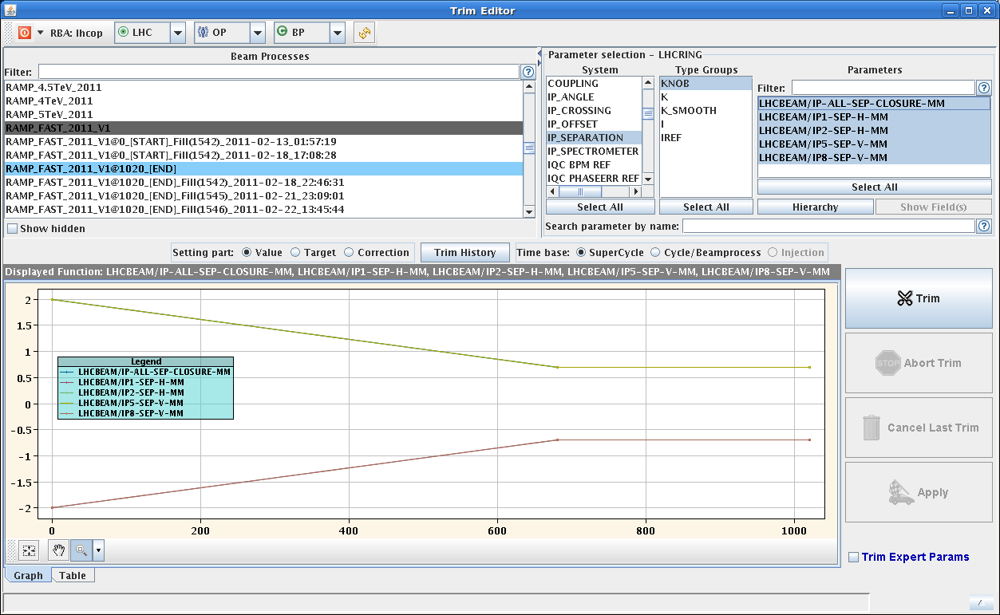 Trim Editor
RBA: lhcop
LHC
OP
BP
Beam Processes
Filter:
RAMP_4.5TeV_2011
RAMP_4TeV_2011
RAMP_5TeV_2011
RAMP_FAST_2011_V1
RAMP_FAST_2011_V1@0_[START]_Fill(1542)_2011-02-13_01:57:19
RAMP_FAST_2011_V1@0_[START]_Fill(1542)_2011-02-18_17:08:28
RAMP_FAST_2011_V1@1020_[END]
RAMP_FAST_2011_V1@1020_[END]_Fill(1542)_2011-02-18_22:46:31
RAMP_FAST_2011_V1@1020_[END]_Fill(1545)_2011-02-21_23:09:01
RAMP_FAST_2011_V1@1020_[END]_Fill(1546)_2011-02-22_13:45:44
Show hidden
Parameter selection - LHCRING
System
COUPLING
IP_ANGLE
IP_CROSSING
IP_OFFSET
IP_SEPARATION
IP_SPECTROMETER
IQC BPM REF
IQC PHASEERR REF
Select All
Type Groups
KNOB
K
K_SMOOTH
I
IREF
Select All
Parameters
Filter:
?
LHCBEAM/IP-ALL-SEP-CLOSURE-MM
LHCBEAM/IP1-SEP-H-MM
LHCBEAM/IP2-SEP-H-MM
LHCBEAM/IP5-SEP-V-MM
LHCBEAM/IP8-SEP-V-MM
Select All
Hierarchy
Show Field(s)
Search parameter by name:
?
Setting part: Value Target Correction
Trim History
Time base: SuperCycle Cycle/Beamprocess Injection
Displayed Function: LHCBEAM/IP-ALL-SEP-CLOSURE-MM, LHCBEAM/IP1-SEP-H-MM, LHCBEAM/IP2-SEP-H-MM, LHCBEAM/IP5-SEP-V-MM, LHCBEAM/IP8-SEP-V-MM
2
1.5
1
0.5
0
-0.5
-1
-1.5
-2
Legend
LHCBEAM/IP-ALL-SEP-CLOSURE-MM
LHCBEAM/IP1-SEP-H-MM
LHCBEAM/IP2-SEP-H-MM
LHCBEAM/IP5-SEP-V-MM
LHCBEAM/IP8-SEP-V-MM
0 200 400 600 800 1000
Graph
Table
Trim
STOP Abort Trim
Cancel Last Trim
Apply
Trim Expert Params